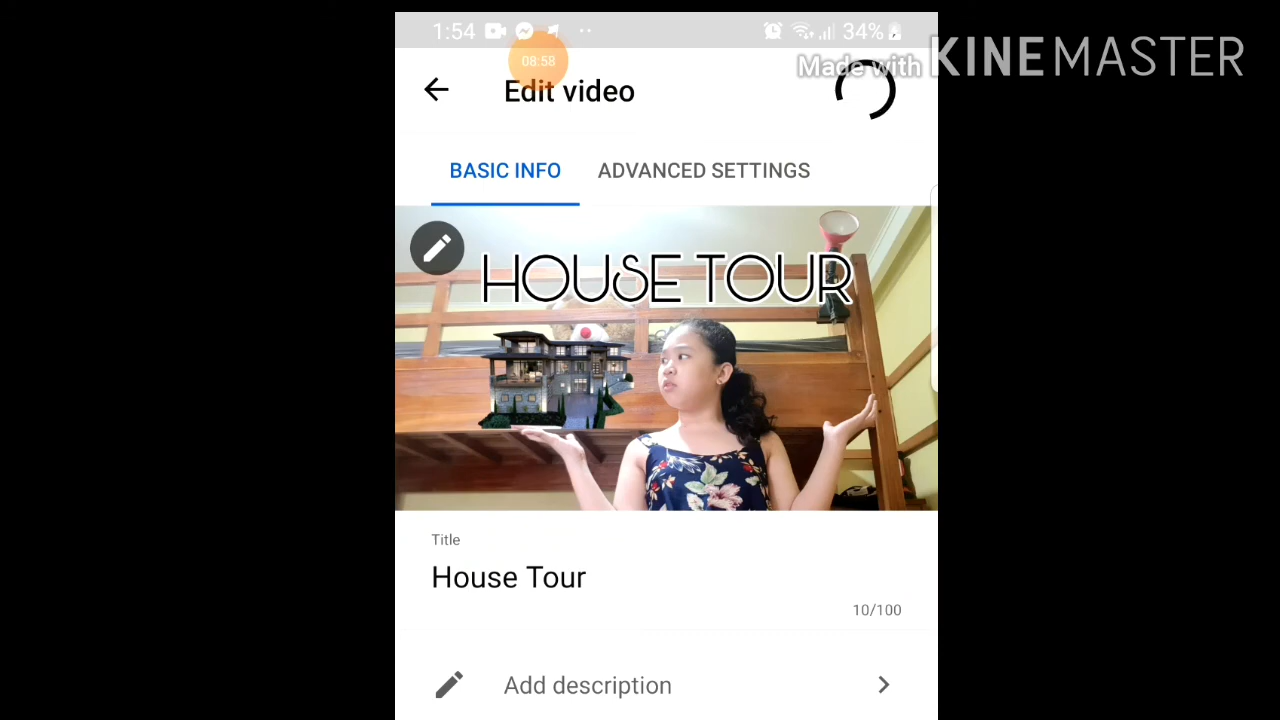 1:54
34%
08:58
Made with KINEMASTER
Edit video
BASIC INFO ADVANCED SETTINGS
HOUSE TOUR
Title
House Tour
10/100
Add description